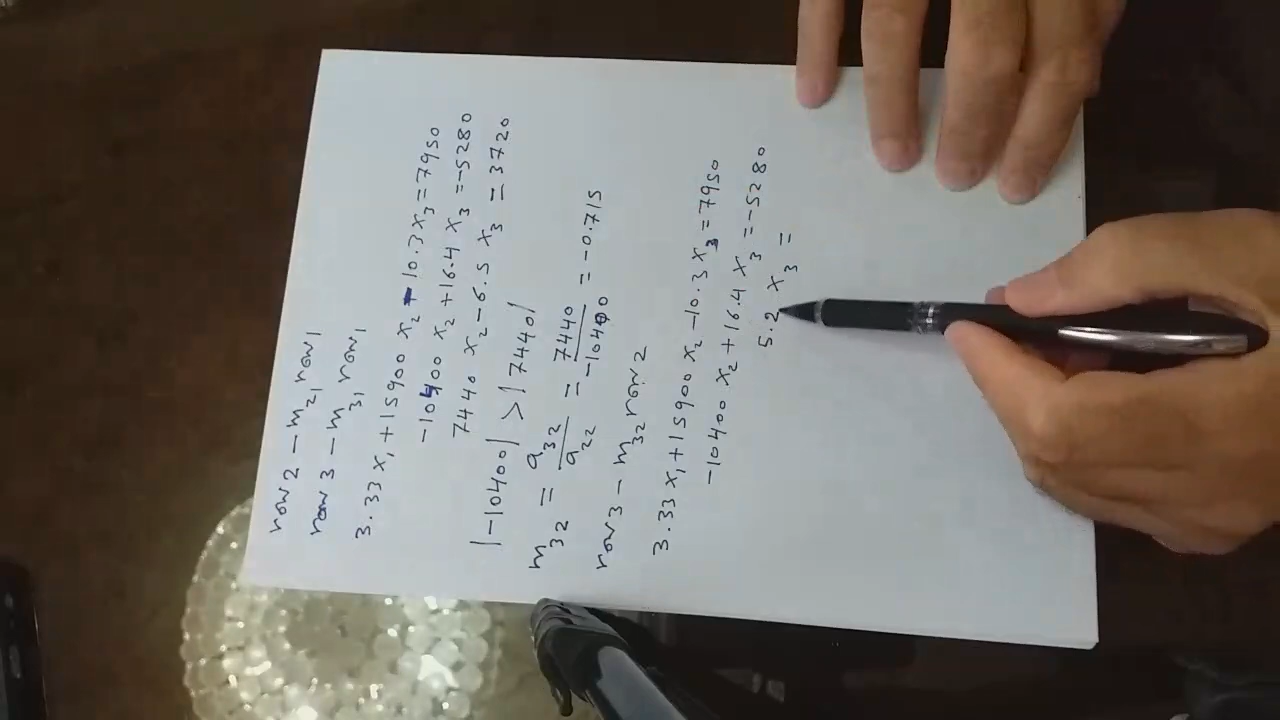 row 2 - m21 row 1
row 3 - m31 row 1
3.33 x1 + 15900 x2 - 10.3 x3 = 7950
-10400 x2 + 16.4 x3 = -5280
7440 x2 - 6.5 x3 = 3720
|-10400| > |7440|
m32 = a32/a22 = 7440/-10400 = -0.715
row 3 - m32 row 2
3.33 x1 + 15900 x2 - 10.3 x3 = 7950
-10400 x2 + 16.4 x3 = -5280
5.2 x3 =